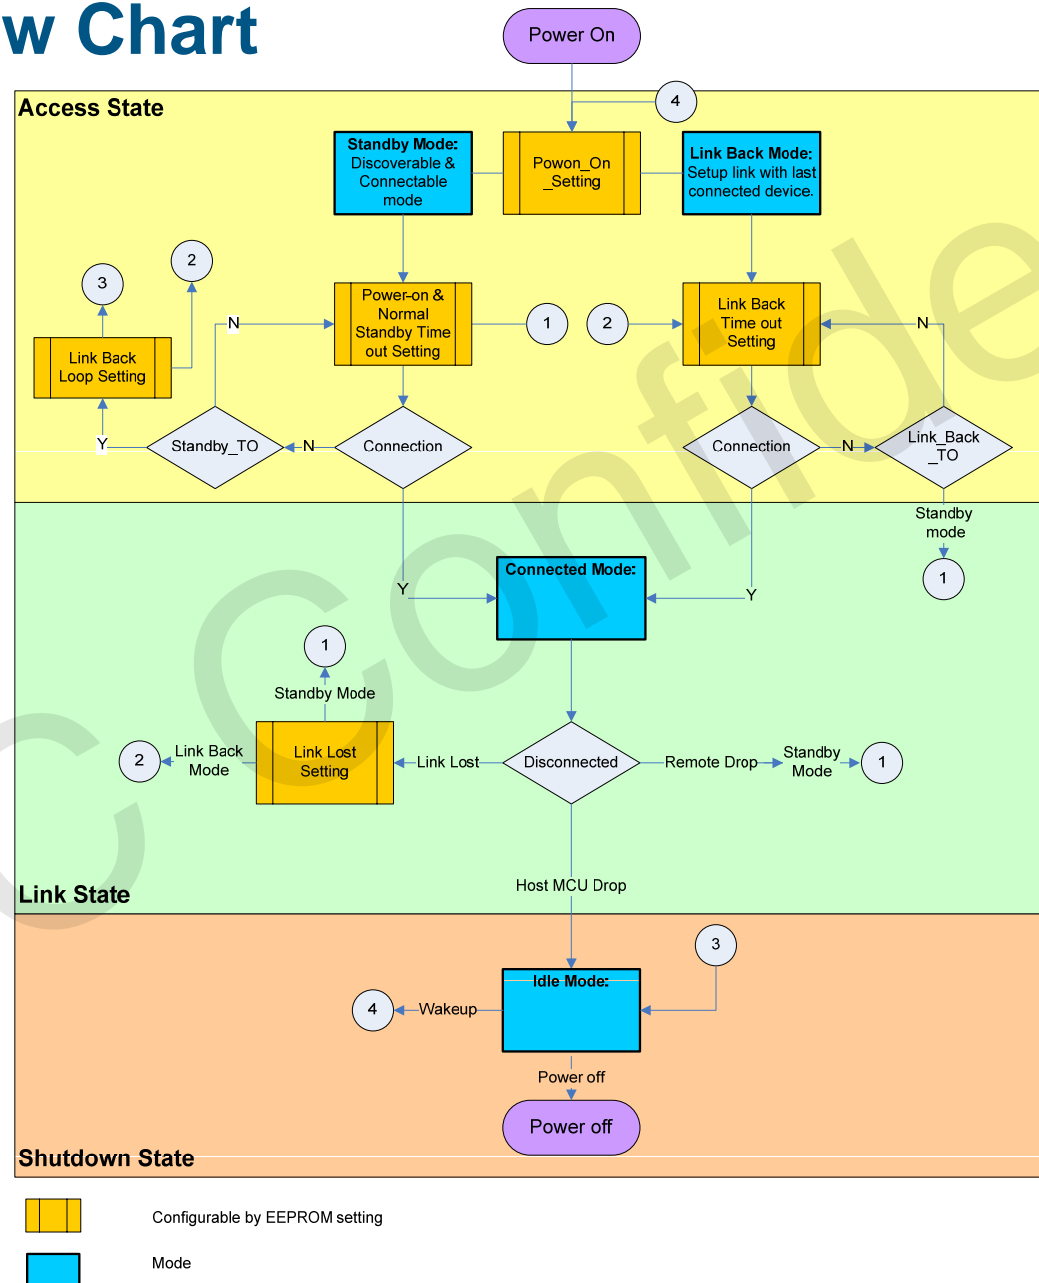 w Chart
Power On
Access State
4
Standby Mode:
Discoverable &
Connectable
mode
Powon_On
_Setting
Link Back Mode:
Setup link with last
connected device.
3
2
N
Power-on &
Normal
Standby Time
out Setting
1
2
Link Back
Time out
Setting
N
Link Back
Loop Setting
Y
Standby_TO
N
Connection
Connection
N
Link_Back
_TO
Standby
mode
1
Y
Connected Mode:
Y
1
Standby Mode
2
Link Back
Mode
Link Lost
Setting
Link Lost
Disconnected
Remote Drop
Standby
Mode
1
Host MCU Drop
Link State
3
Idle Mode:
4
Wakeup
Power off
Power off
Shutdown State
Configurable by EEPROM setting
Mode
C Confide